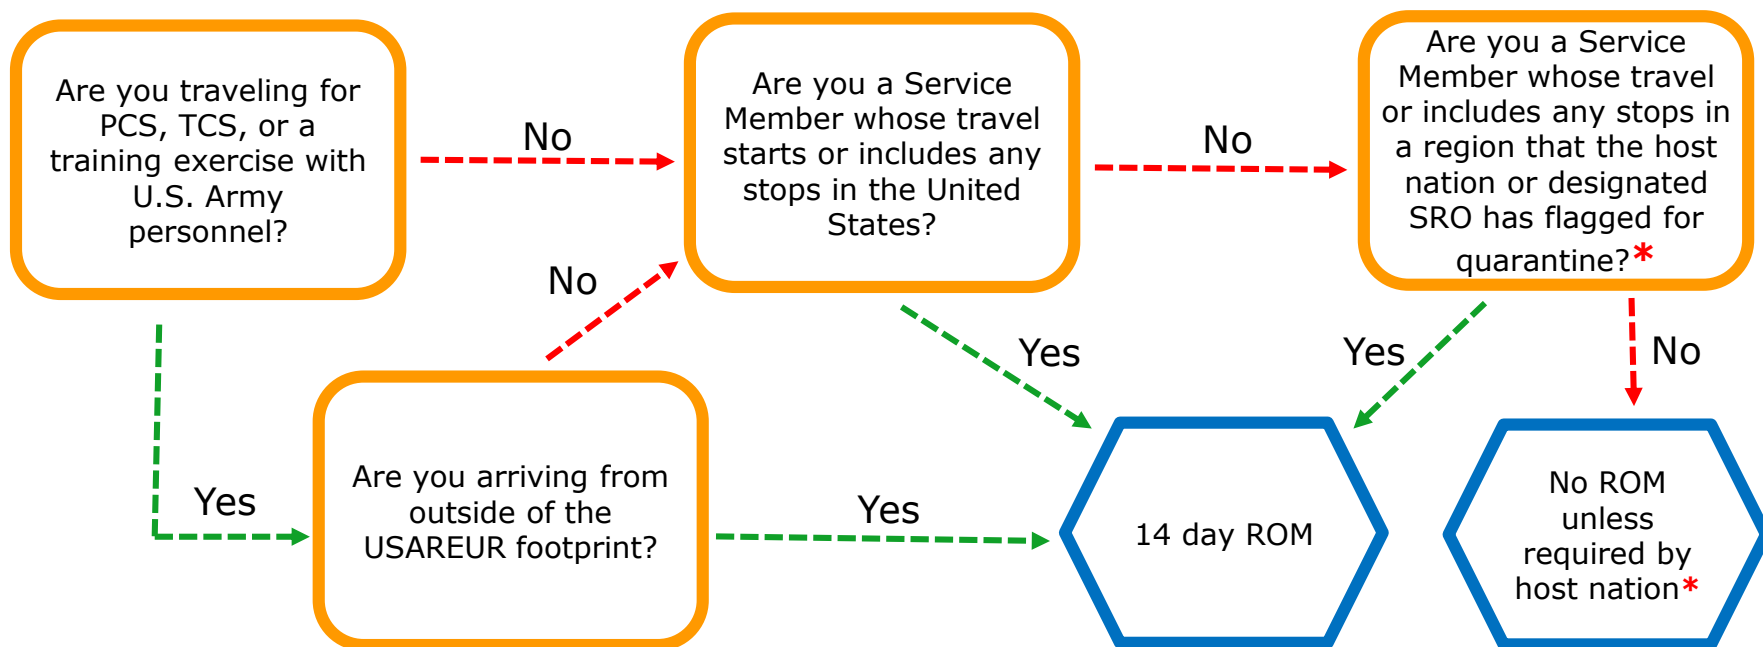 Are you traveling for
PCS, TCS, or a
training exercise with
U.S. Army
personnel?
No
Are you a Service
Member whose travel
starts or includes any
stops in the United
States?
No
Are you a Service
Member whose travel
or includes any stops in
a region that the host
nation or designated
SRO has flagged for
quarantine?*
No
Yes
Yes
No
Yes
Are you arriving from
outside of the
USAREUR footprint?
Yes
14 day ROM
No ROM
unless
required by
host nation*